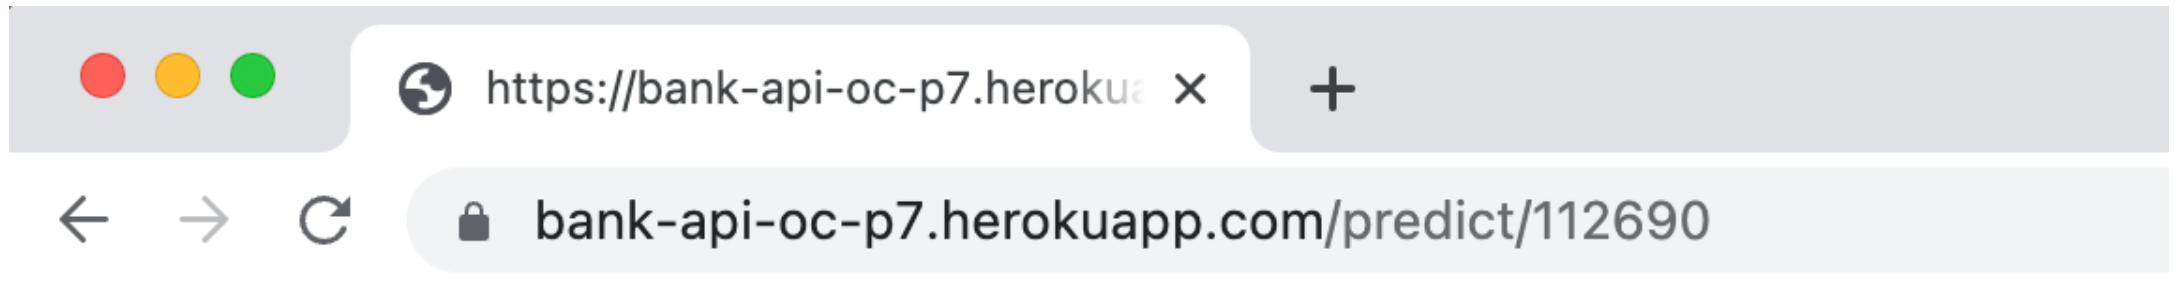 https://bank-api-oc-p7.heroku
bank-api-oc-p7.herokuapp.com/predict/112690